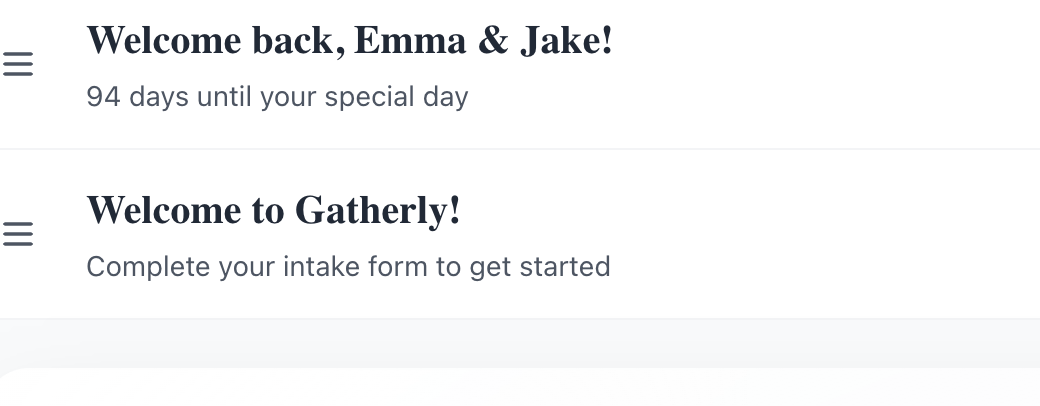 Welcome back, Emma & Jake!
94 days until your special day
Welcome to Gatherly!
Complete your intake form to get started